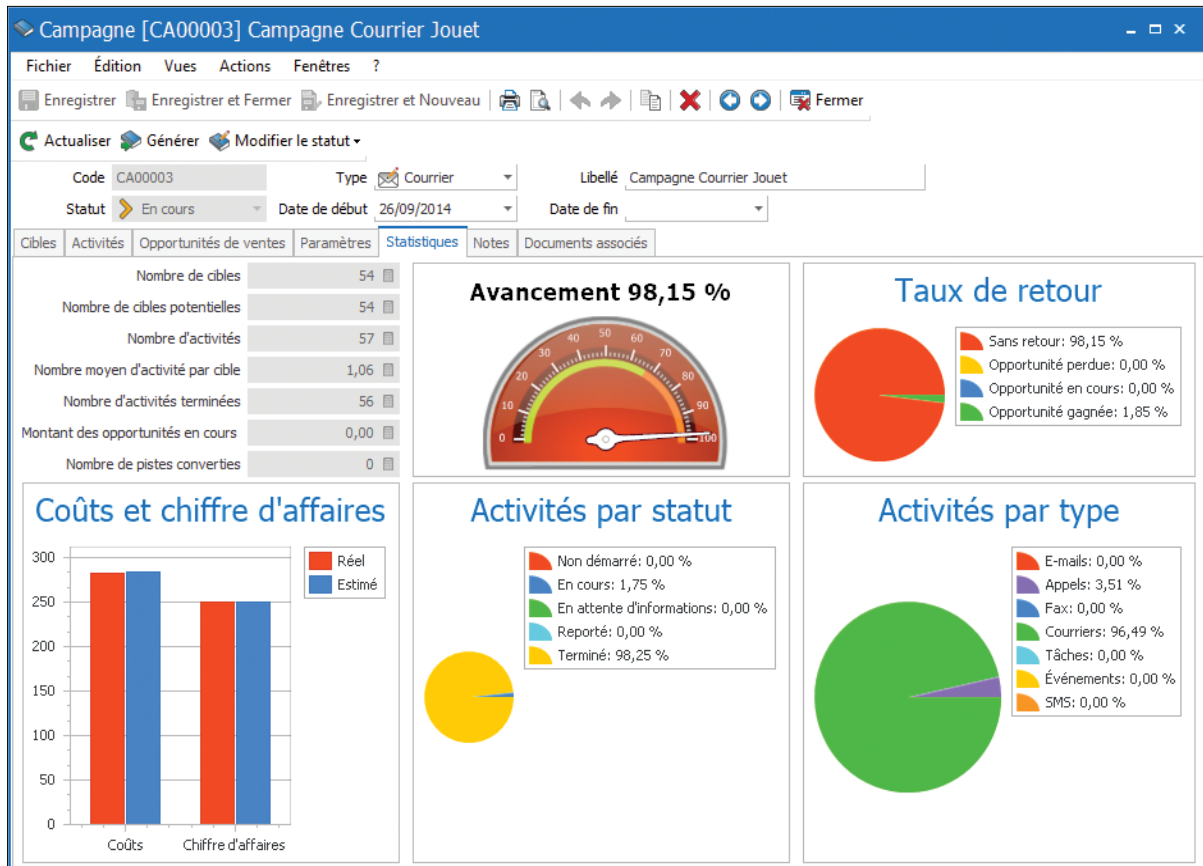 Campagne [CA00003] Campagne Courrier Jouet
Fichier Édition Vues Actions Fenêtres ?
Enregistrer Enregistrer et Fermer Enregistrer et Nouveau Fermer
Actualiser Générer Modifier le statut
Code CA00003 Type Courrier Libellé Campagne Courrier Jouet
Statut En cours Date de début 26/09/2014 Date de fin
Cibles Activités Opportunités de ventes Paramètres Statistiques Notes Documents associés
Nombre de cibles 54
Nombre de cibles potentielles 54
Nombre d'activités 57
Nombre moyen d'activité par cible 1,06
Nombre d'activités terminées 56
Montant des opportunités en cours 0,00
Nombre de pistes converties 0
Avancement 98,15 %
0 10 20 30 40 50 60 70 80 90 100
Taux de retour
Sans retour: 98,15 %
Opportunité perdue: 0,00 %
Opportunité en cours: 0,00 %
Opportunité gagnée: 1,85 %
Coûts et chiffre d'affaires
300
250
200
150
100
50
0
Coûts Chiffre d'affaires
Réel
Estimé
Activités par statut
Non démarré: 0,00 %
En cours: 1,75 %
En attente d'informations: 0,00 %
Reporté: 0,00 %
Terminé: 98,25 %
Activités par type
E-mails: 0,00 %
Appels: 3,51 %
Fax: 0,00 %
Courriers: 96,49 %
Tâches: 0,00 %
Événements: 0,00 %
SMS: 0,00 %